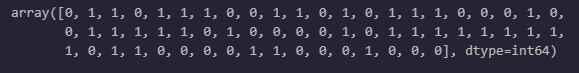 array([0, 1, 1, 0, 1, 1, 1, 0, 0, 1, 1, 0, 1, 0, 1, 1, 1, 0, 0, 0, 1, 0,
0, 1, 1, 1, 1, 1, 0, 1, 0, 0, 0, 0, 1, 0, 1, 1, 1, 1, 1, 1, 1, 1,
1, 0, 1, 1, 0, 0, 0, 0, 1, 1, 0, 0, 0, 1, 0, 0, 0], dtype=int64)